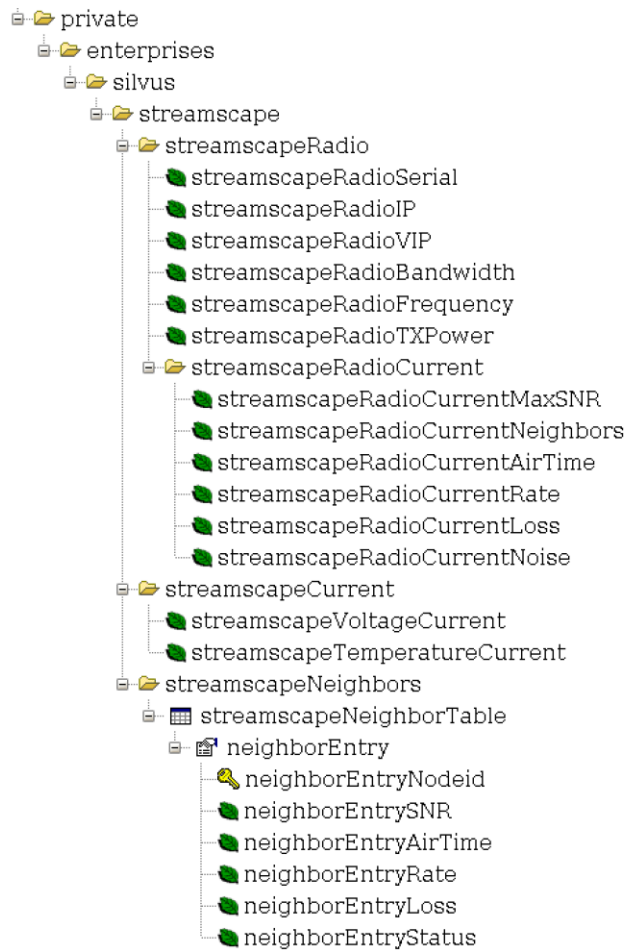 private
enterprises
silvus
streamscape
streamscapeRadio
streamscapeRadioSerial
streamscapeRadioIP
streamscapeRadioVIP
streamscapeRadioBandwidth
streamscapeRadioFrequency
streamscapeRadioTXPower
streamscapeRadioCurrent
streamscapeRadioCurrentMaxSNR
streamscapeRadioCurrentNeighbors
streamscapeRadioCurrentAirTime
streamscapeRadioCurrentRate
streamscapeRadioCurrentLoss
streamscapeRadioCurrentNoise
streamscapeCurrent
streamscapeVoltageCurrent
streamscapeTemperatureCurrent
streamscapeNeighbors
streamscapeNeighborTable
neighborEntry
neighborEntryNodeid
neighborEntrySNR
neighborEntryAirTime
neighborEntryRate
neighborEntryLoss
neighborEntryStatus